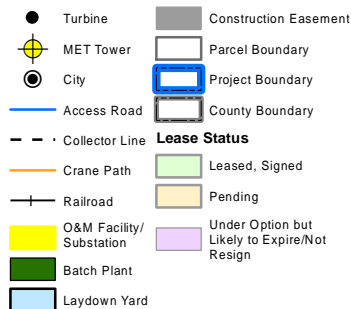 Turbine
MET Tower
City
Access Road
Collector Line
Crane Path
Railroad
O&M Facility/
Substation
Batch Plant
Laydown Yard
Construction Easement
Parcel Boundary
Project Boundary
County Boundary
Lease Status
Leased, Signed
Pending
Under Option but
Likely to Expire/Not
Resign